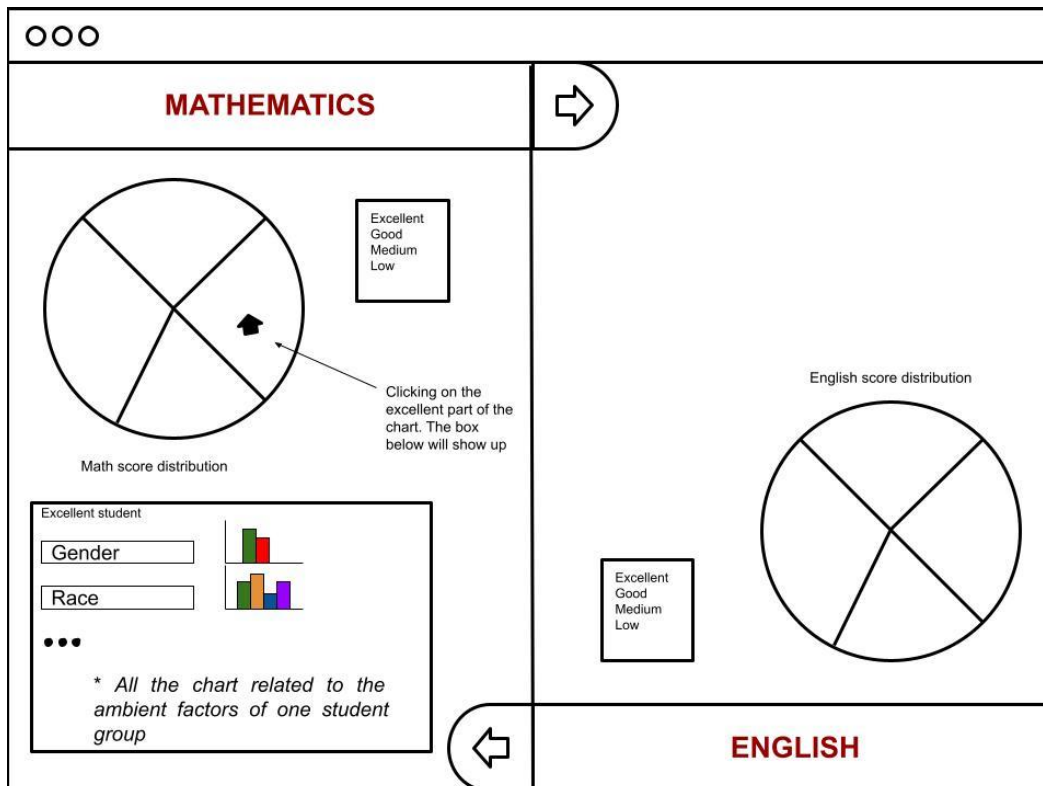 MATHEMATICS
Excellent
Good
Medium
Low
Clicking on the
excellent part of the
chart. The box
below will show up
Math score distribution
Excellent student
Gender
Race
* All the chart related to the
ambient factors of one student
group
English score distribution
Excellent
Good
Medium
Low
ENGLISH